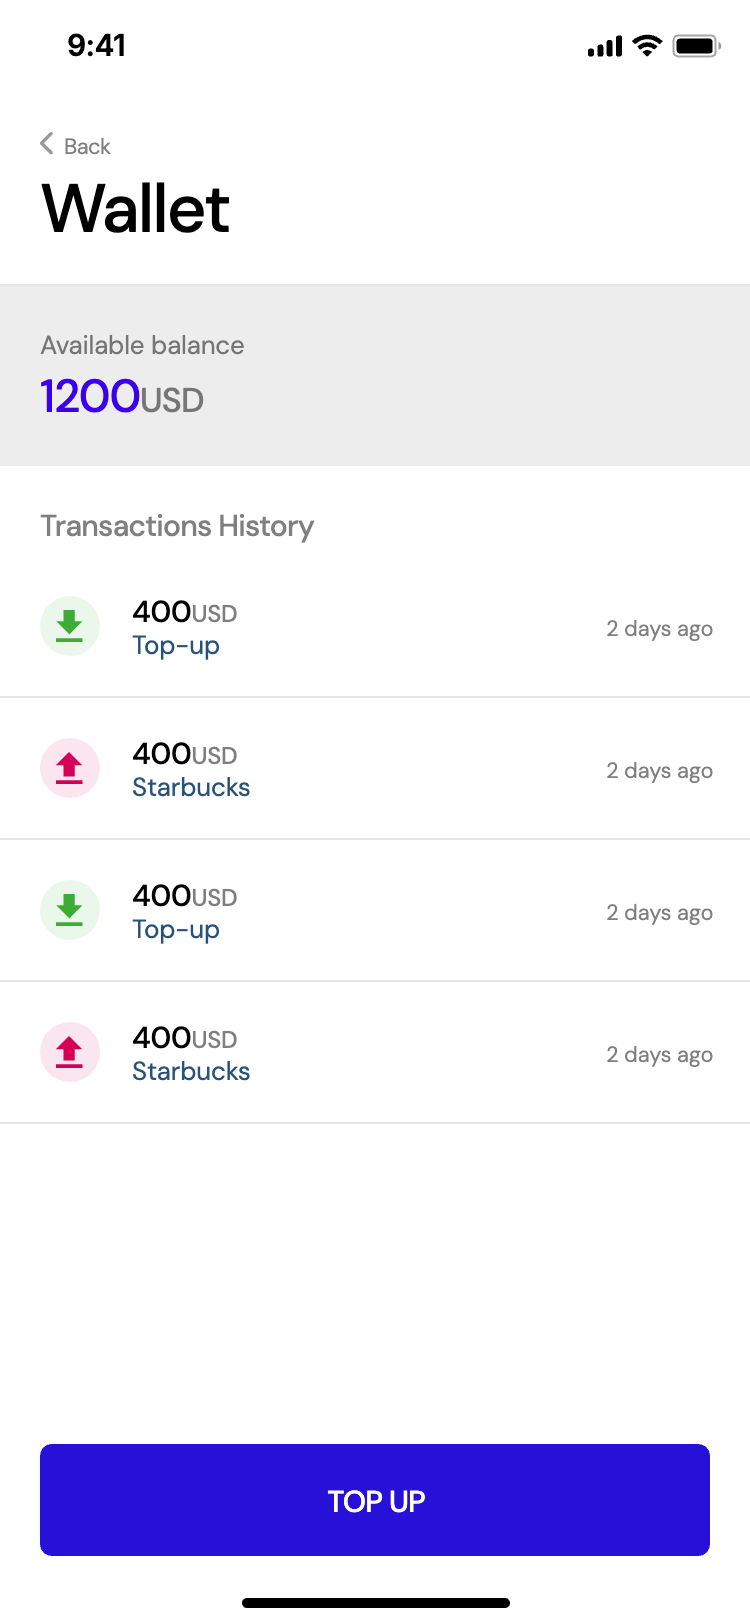 9:41
Back
Wallet
Available balance
1200USD
Transactions History
400USD
Top-up
2 days ago
400USD
Starbucks
2 days ago
400USD
Top-up
2 days ago
400USD
Starbucks
2 days ago
TOP UP